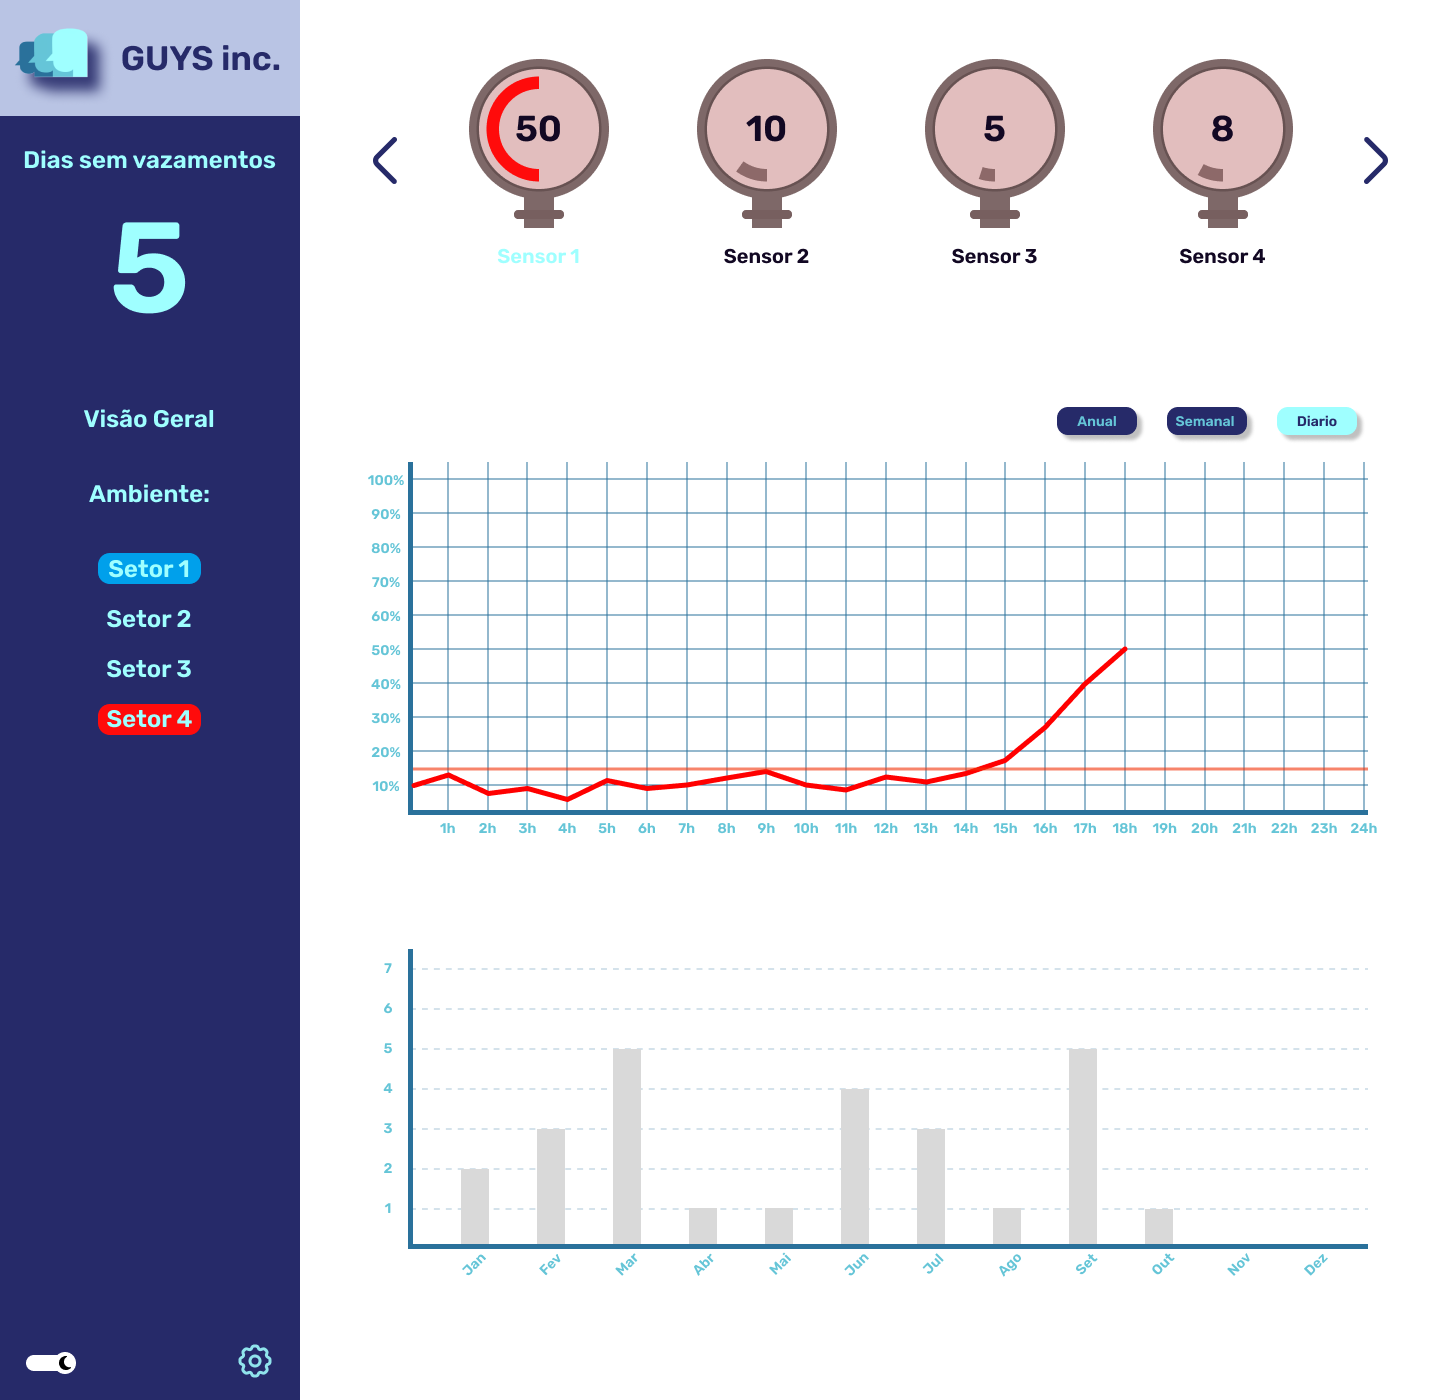 GUYS inc.
Dias sem vazamentos
5
Visão Geral
Ambiente:
Setor 1
Setor 2
Setor 3
Setor 4
50
10
5
8
Sensor 1
Sensor 2
Sensor 3
Sensor 4
Anual
Semanal
Diario
100%
90%
80%
70%
60%
50%
40%
30%
20%
10%
1h 2h 3h 4h 5h 6h 7h 8h 9h 10h 11h 12h 13h 14h 15h 16h 17h 18h 19h 20h 21h 22h 23h 24h
7
6
5
4
3
2
1
Jan Fev Mar Abr Mai Jun Jul Ago Set Out Nov Dez